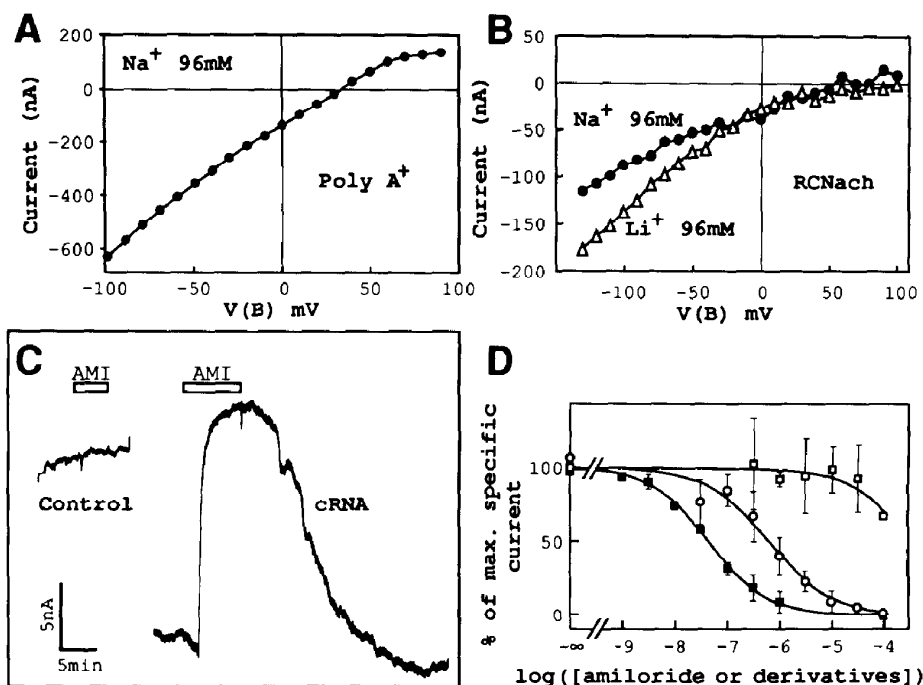 A
200
0
-200
-400
-600
Current (nA)
Na+ 96mM
Poly A+
-100
-50
0
50
100
V(B) mV
B
50
0
-50
-100
-150
-200
Current (nA)
Na+ 96mM
RCNach
Li+ 96mM
-100
-50
0
50
100
V(B) mV
C
AMI
AMI
Control
cRNA
5nA
5min
D
% of max. specific
current
100
50
0
-∞
-9
-8
-7
-6
-5
-4
log([amiloride or derivatives])